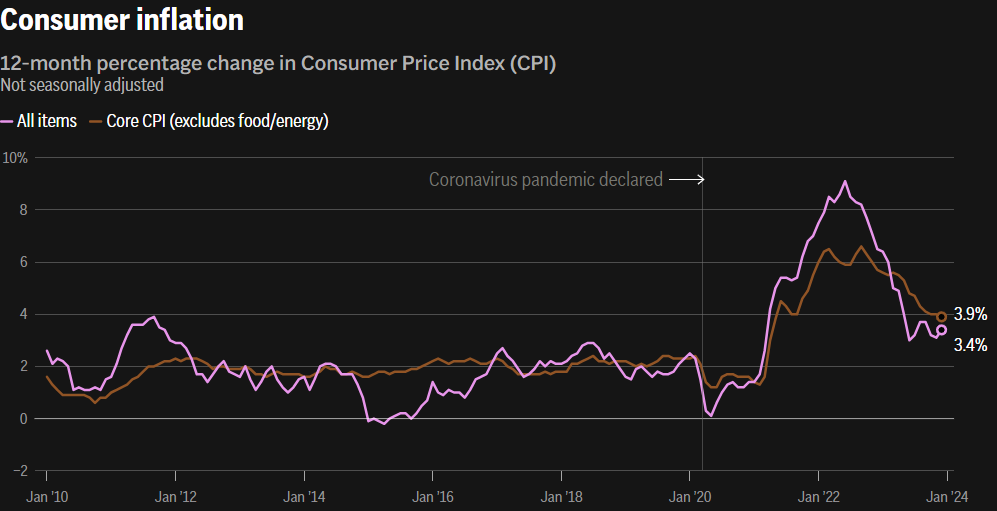 Consumer inflation
12-month percentage change in Consumer Price Index (CPI)
Not seasonally adjusted
All items Core CPI (excludes food/energy)
10%
Coronavirus pandemic declared
8
6
4
3.9%
3.4%
2
0
−2
Jan '10 Jan '12 Jan '14 Jan '16 Jan '18 Jan '20 Jan '22 Jan '24